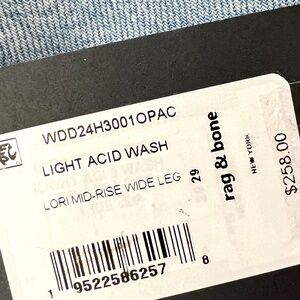 WDD24H3001OPAC
LIGHT ACID WASH
LORI MID-RISE WIDE LEG
29
rag & bone
NEW YORK
$258.00
1 9522586257 8